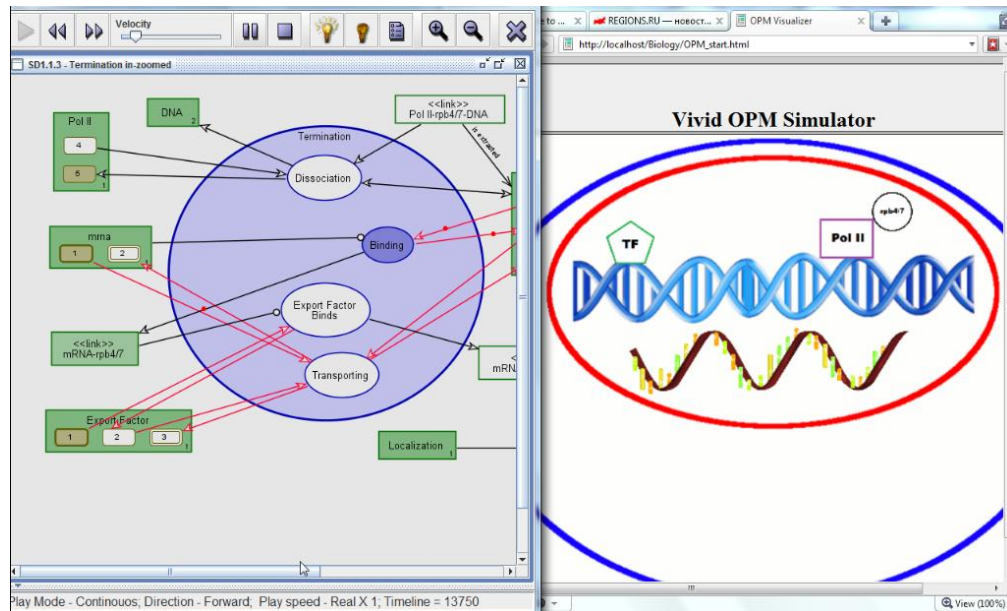 Velocity
SD1.1.3 - Termination in-zoomed
Pol II
4
5
1
DNA
2
<<link>>
Pol II-rpb4/7-DNA
is extracted
Termination
Dissociation
mrna
1
2
1
Binding
Export Factor
Binds
<<link>>
mRNA-rpb4/7
Transporting
Export Factor
1
2
3
1
Localization
1
Play Mode - Continouos; Direction - Forward; Play speed - Real X 1; Timeline = 13750
e to ...
REGIONS.RU — новост...
OPM Visualizer
http://localhost/Biology/OPM_start.html
Vivid OPM Simulator
TF
Pol II
rpb4/7
View (100%)